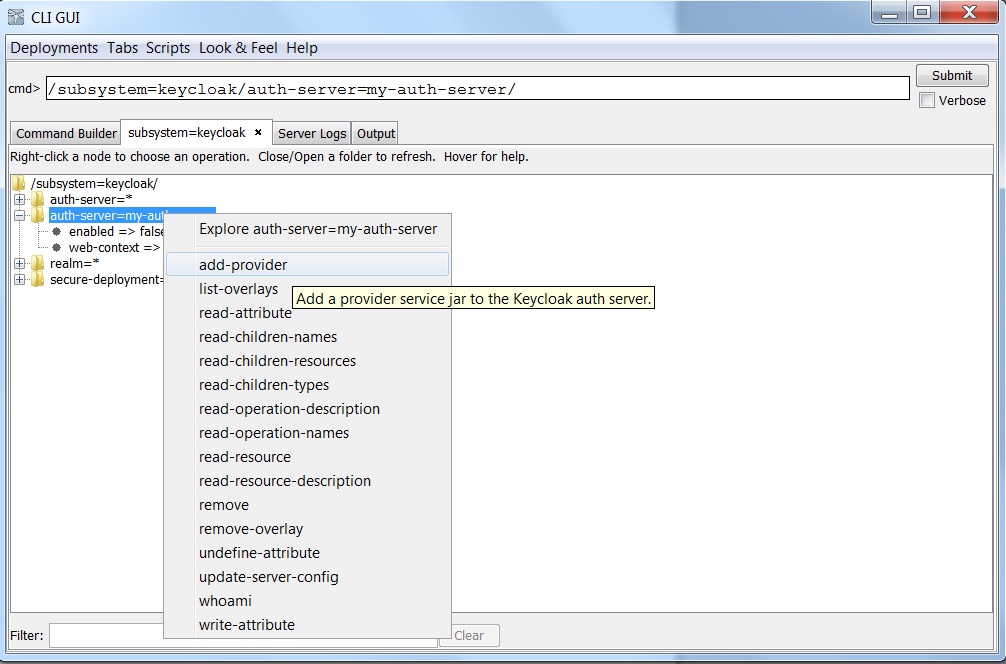 CLI GUI
Deployments Tabs Scripts Look & Feel Help
cmd> /subsystem=keycloak/auth-server=my-auth-server/
Submit
Verbose
Command Builder subsystem=keycloak × Server Logs Output
Right-click a node to choose an operation. Close/Open a folder to refresh. Hover for help.
/subsystem=keycloak/
auth-server=*
auth-server=my-auth
enabled => false
web-context =>
realm=*
secure-deployment=
Explore auth-server=my-auth-server
add-provider
list-overlays
Add a provider service jar to the Keycloak auth server.
read-attribute
read-children-names
read-children-resources
read-children-types
read-operation-description
read-operation-names
read-resource
read-resource-description
remove
remove-overlay
undefine-attribute
update-server-config
whoami
write-attribute
Filter:
Clear